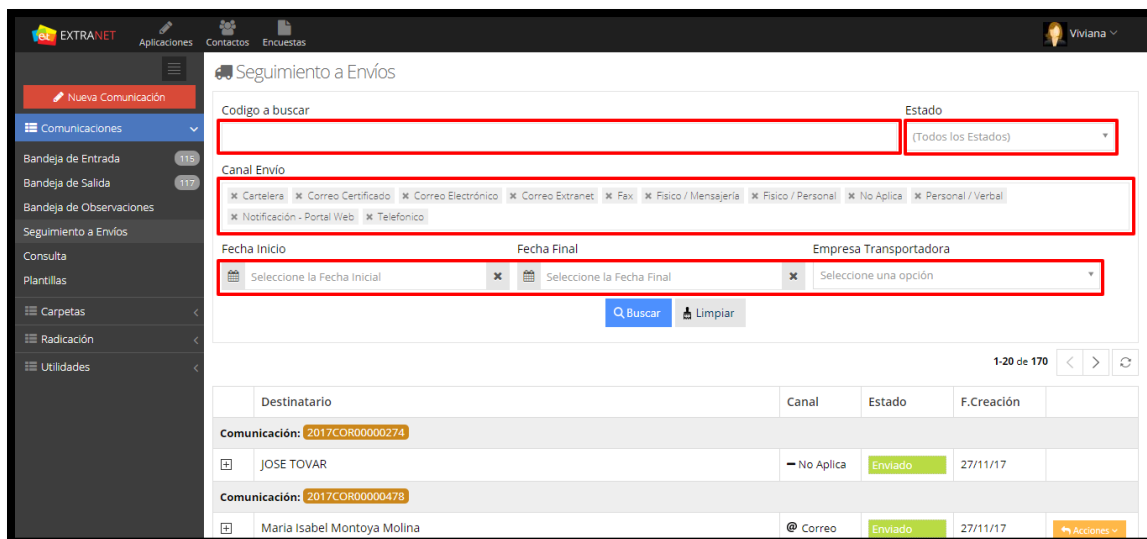 EXTRANET Aplicaciones Contactos Encuestas Viviana
Seguimiento a Envíos
Nueva Comunicación
Comunicaciones
Bandeja de Entrada 115
Bandeja de Salida 117
Bandeja de Observaciones
Seguimiento a Envíos
Consulta
Plantillas
Carpetas
Radicación
Utilidades
Codigo a buscar Estado
(Todos los Estados)
Canal Envío
Cartelera Correo Certificado Correo Electrónico Correo Extranet Fax Fisico / Mensajería Fisico / Personal No Aplica Personal / Verbal
Notificación - Portal Web Telefonico
Fecha Inicio Fecha Final Empresa Transportadora
Seleccione la Fecha Inicial Seleccione la Fecha Final Seleccione una opción
Buscar Limpiar
1-20 de 170
Destinatario Canal Estado F.Creación
Comunicación: 2017COR00000274
JOSE TOVAR No Aplica Enviado 27/11/17
Comunicación: 2017COR00000478
Maria Isabel Montoya Molina @ Correo Enviado 27/11/17 Acciones